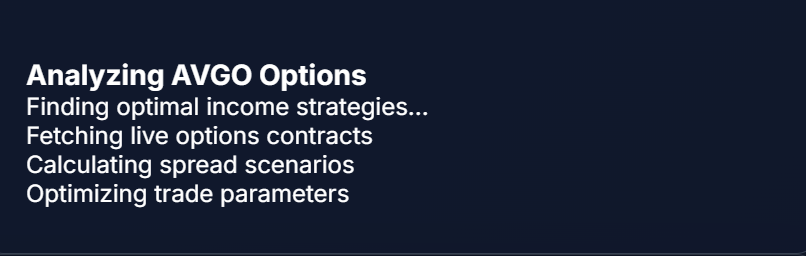 Analyzing AVGO Options
Finding optimal income strategies...
Fetching live options contracts
Calculating spread scenarios
Optimizing trade parameters